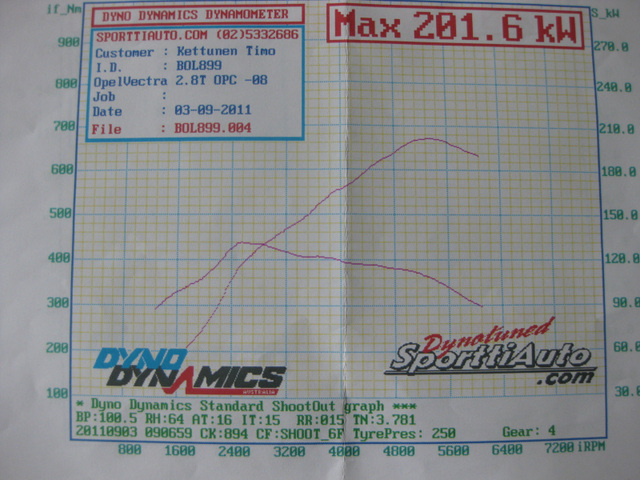 if_Nm
DYNO DYNAMICS DYNAMOMETER
Max 201.6 kW
S_kW
SPORTTIAUTO.COM (02)5332686
Customer : Kettunen Timo
I.D. : BOL899
OpelVectra 2.8T OPC -08
Job :
Date : 03-09-2011
File : BOL899.004
900
800
700
600
500
400
300
200
100
270.0
240.0
210.0
180.0
150.0
120.0
90.0
60.0
30.0
DYNO
DYNAMICS
AUSTRALIA
Dynotuned
SporttiAuto
.com
* Dyno Dynamics Standard ShootOut graph ***
BP:100.5 RH:64 AT:16 IT:15 RR:015 TN:3.781
20110903 090659 CK:894 CF:SHOOT_6F TyrePres: 250 Gear: 4
800 1600 2400 3200 4000 4800 5600 6400 7200 iRPM